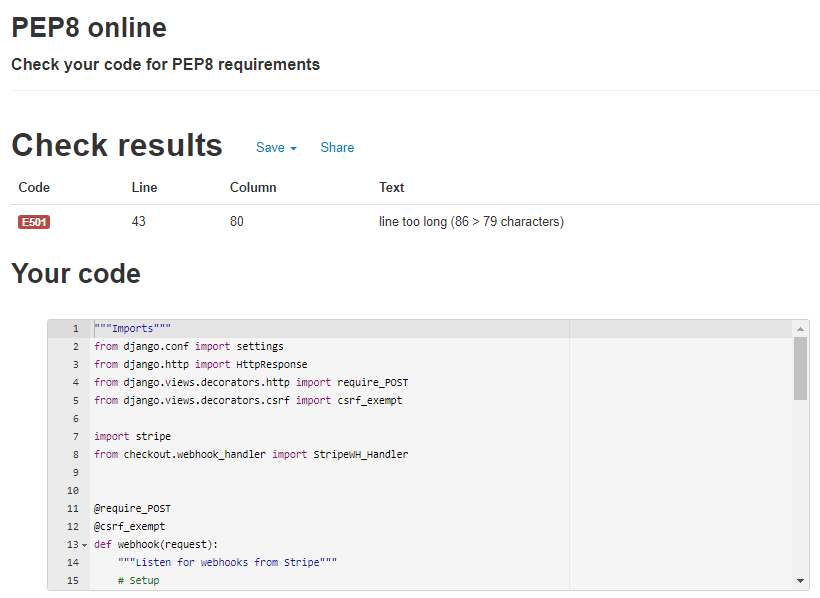 PEP8 online
Check your code for PEP8 requirements
Check results Save Share
Code Line Column Text
E501 43 80 line too long (86 > 79 characters)
Your code
1 """Imports"""
2 from django.conf import settings
3 from django.http import HttpResponse
4 from django.views.decorators.http import require_POST
5 from django.views.decorators.csrf import csrf_exempt
6
7 import stripe
8 from checkout.webhook_handler import StripeWH_Handler
9
10
11 @require_POST
12 @csrf_exempt
13 def webhook(request):
14     """Listen for webhooks from Stripe"""
15     # Setup